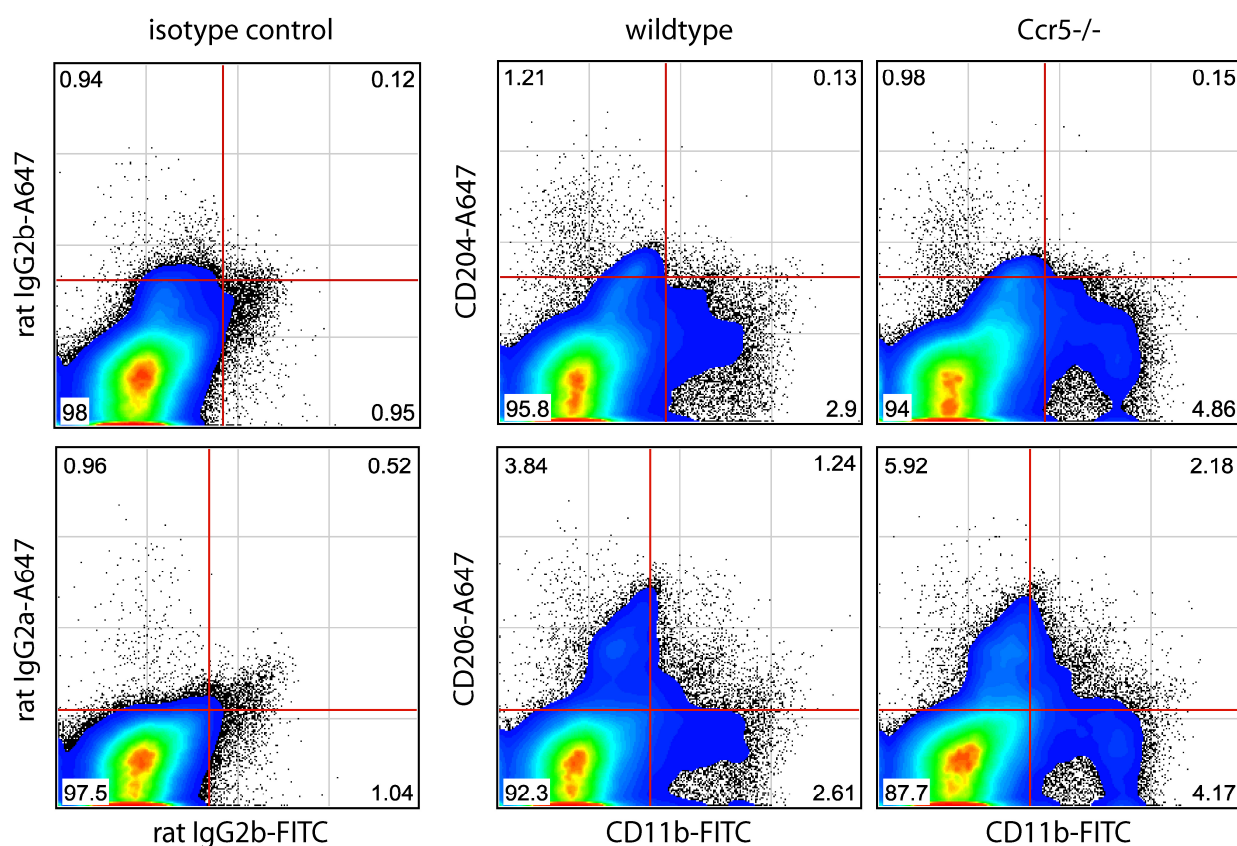 isotype control
wildtype
Ccr5-/-
0.94
0.12
1.21
0.13
0.98
0.15
rat IgG2b-A647
CD204-A647
98
0.95
95.8
2.9
94
4.86
0.96
0.52
3.84
1.24
5.92
2.18
rat IgG2a-A647
CD206-A647
97.5
1.04
92.3
2.61
87.7
4.17
rat IgG2b-FITC
CD11b-FITC
CD11b-FITC